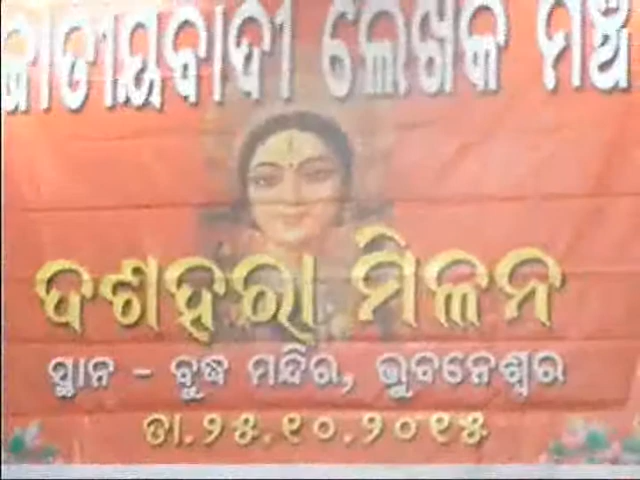 ଜାତୀୟବାଦୀ ଲେଖକ ମଞ୍ଚ
ଦଶହରା ମିଳନ
ସ୍ଥାନ - ବୁଦ୍ଧ ମନ୍ଦିର, ଭୁବନେଶ୍ୱର
ତା.୨୫.୧୦.୨୦୧୫